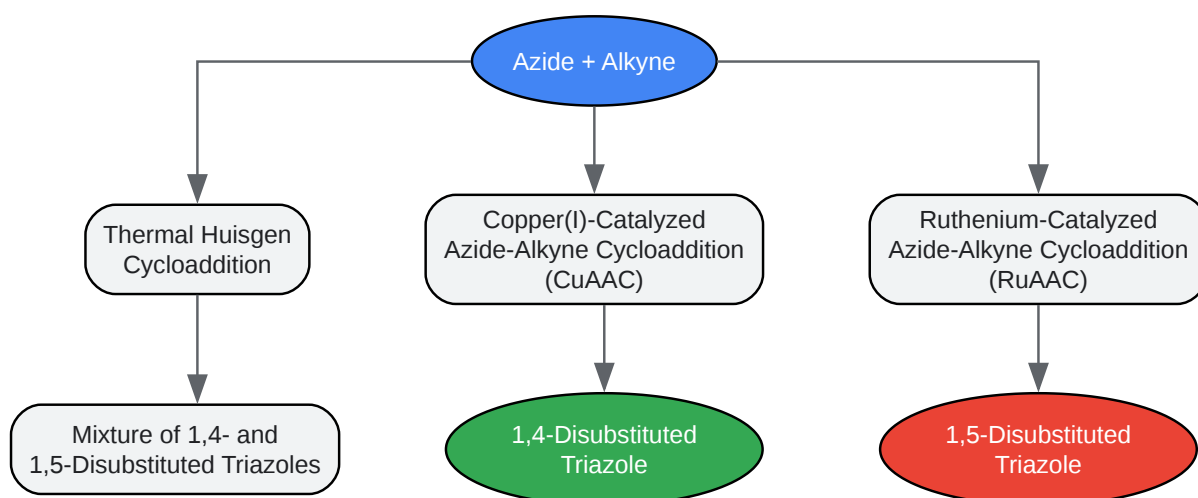 Azide + Alkyne
Thermal Huisgen
Cycloaddition
Copper(I)-Catalyzed
Azide-Alkyne Cycloaddition
(CuAAC)
Ruthenium-Catalyzed
Azide-Alkyne Cycloaddition
(RuAAC)
Mixture of 1,4- and
1,5-Disubstituted Triazoles
1,4-Disubstituted
Triazole
1,5-Disubstituted
Triazole